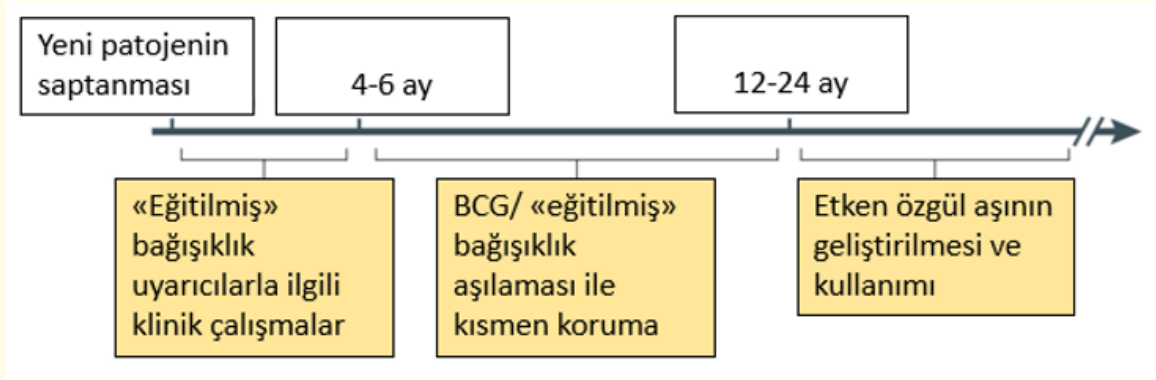 Yeni patojenin
saptanması
4-6 ay
12-24 ay
«Eğitilmiş»
bağışıklık
uyarıcılarla ilgili
klinik çalışmalar
BCG/ «eğitilmiş»
bağışıklık
aşılaması ile
kısmen koruma
Etken özgül aşının
geliştirilmesi ve
kullanımı